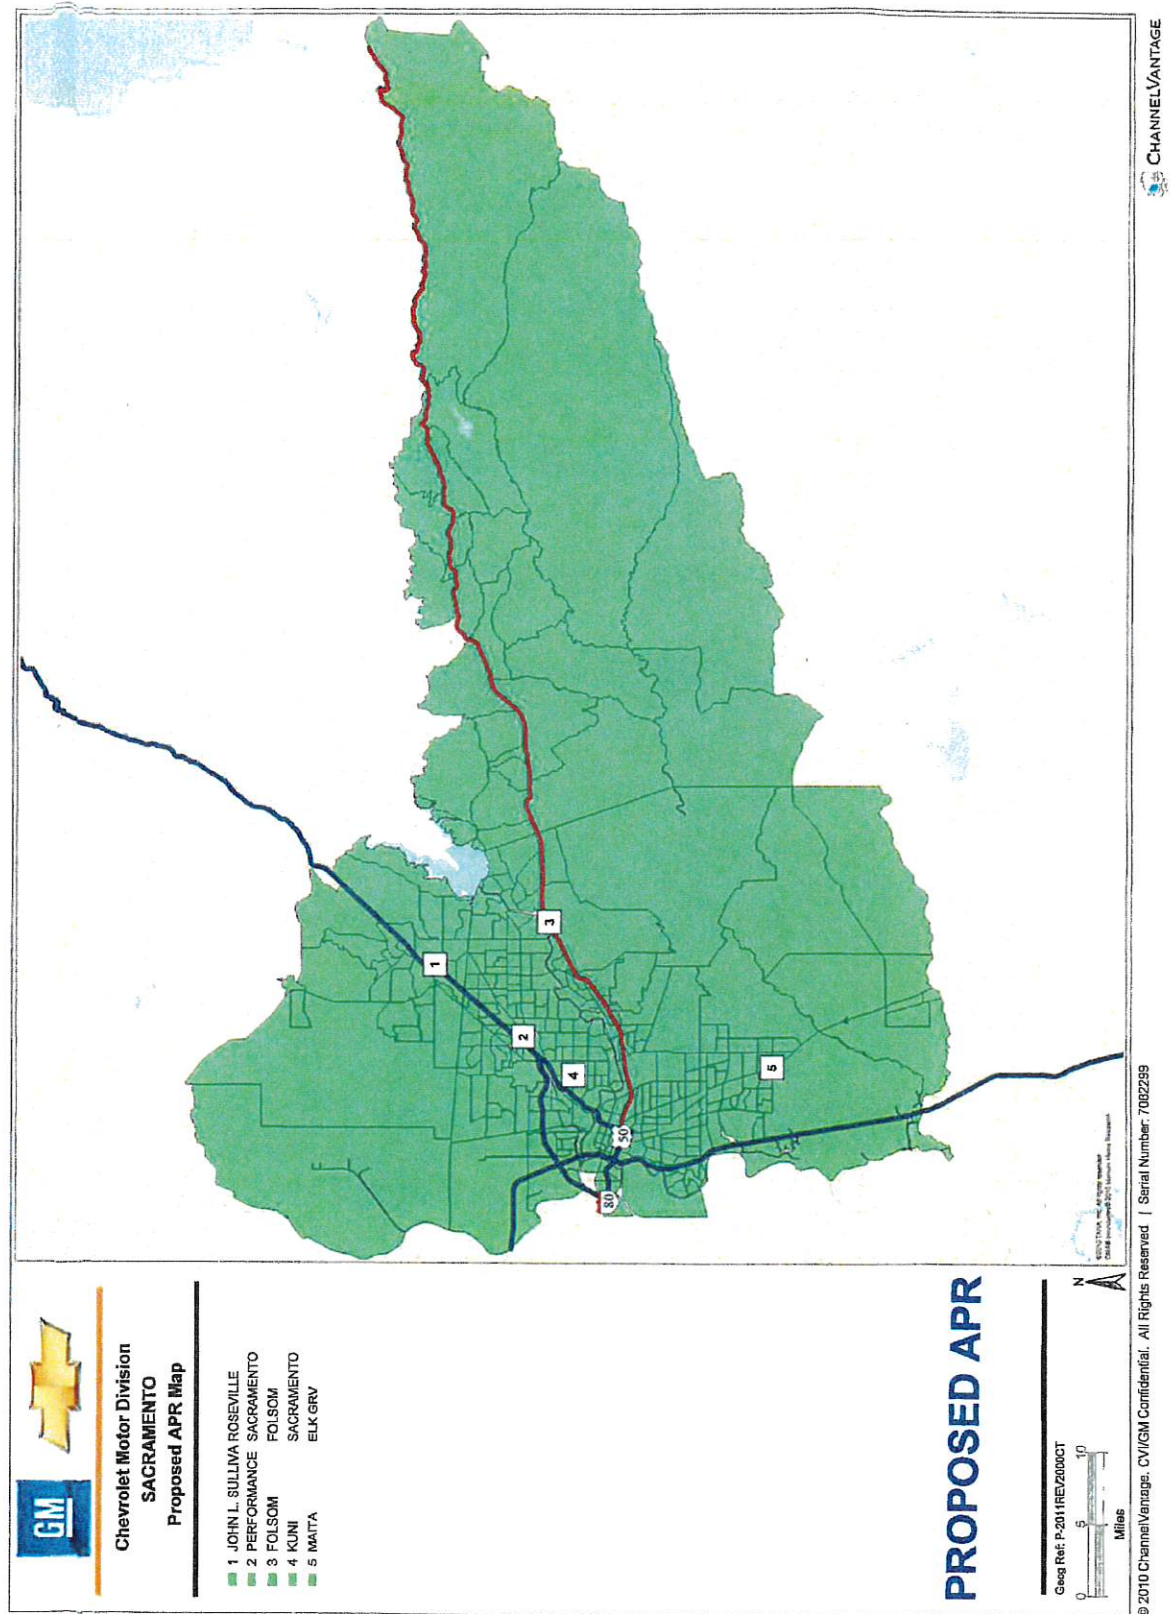 GM
Chevrolet Motor Division
SACRAMENTO
Proposed APR Map
1 JOHN L. SULLIVA ROSEVILLE
2 PERFORMANCE SACRAMENTO
3 FOLSOM FOLSOM
4 KUNI SACRAMENTO
5 MAITA ELK GRV
PROPOSED APR
Geog Ref: P-2011REV2000CT
0 5 10
Miles
N
1
2
3
4
5
50
80
© 2010 ChannelVantage. CVI/GM Confidential. All Rights Reserved | Serial Number: 7082299
CHANNELVANTAGE